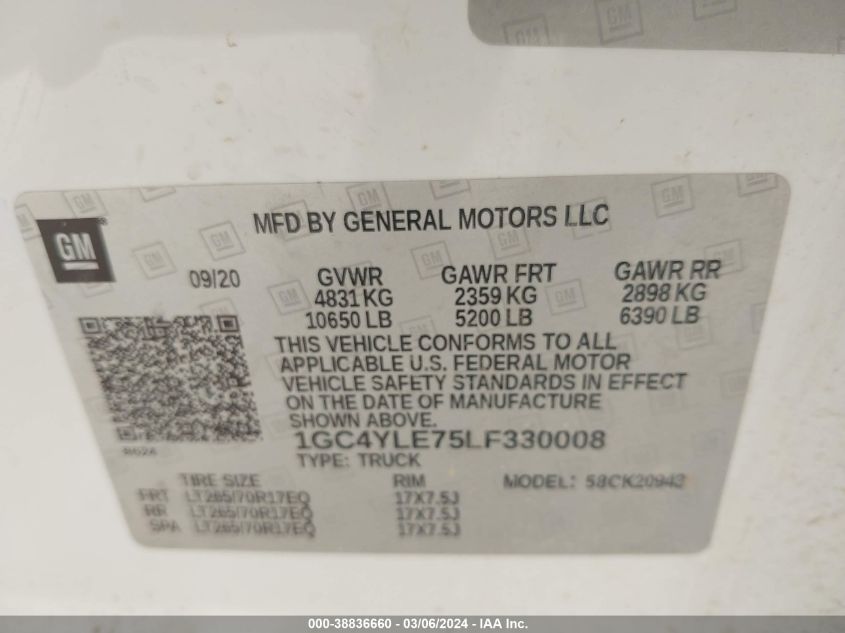 GM
MFD BY GENERAL MOTORS LLC
09/20 GVWR GAWR FRT GAWR RR
4831 KG 2359 KG 2898 KG
10650 LB 5200 LB 6390 LB
THIS VEHICLE CONFORMS TO ALL
APPLICABLE U.S. FEDERAL MOTOR
VEHICLE SAFETY STANDARDS IN EFFECT
ON THE DATE OF MANUFACTURE
SHOWN ABOVE.
1GC4YLE75LF330008
TYPE: TRUCK
TIRE SIZE RIM MODEL: 58CK20943
FRT LT265/70R17EQ 17X7.5J
RR LT265/70R17EQ 17X7.5J
SPA LT265/70R17EQ 17X7.5J
000-38836660 - 03/06/2024 - IAA Inc.